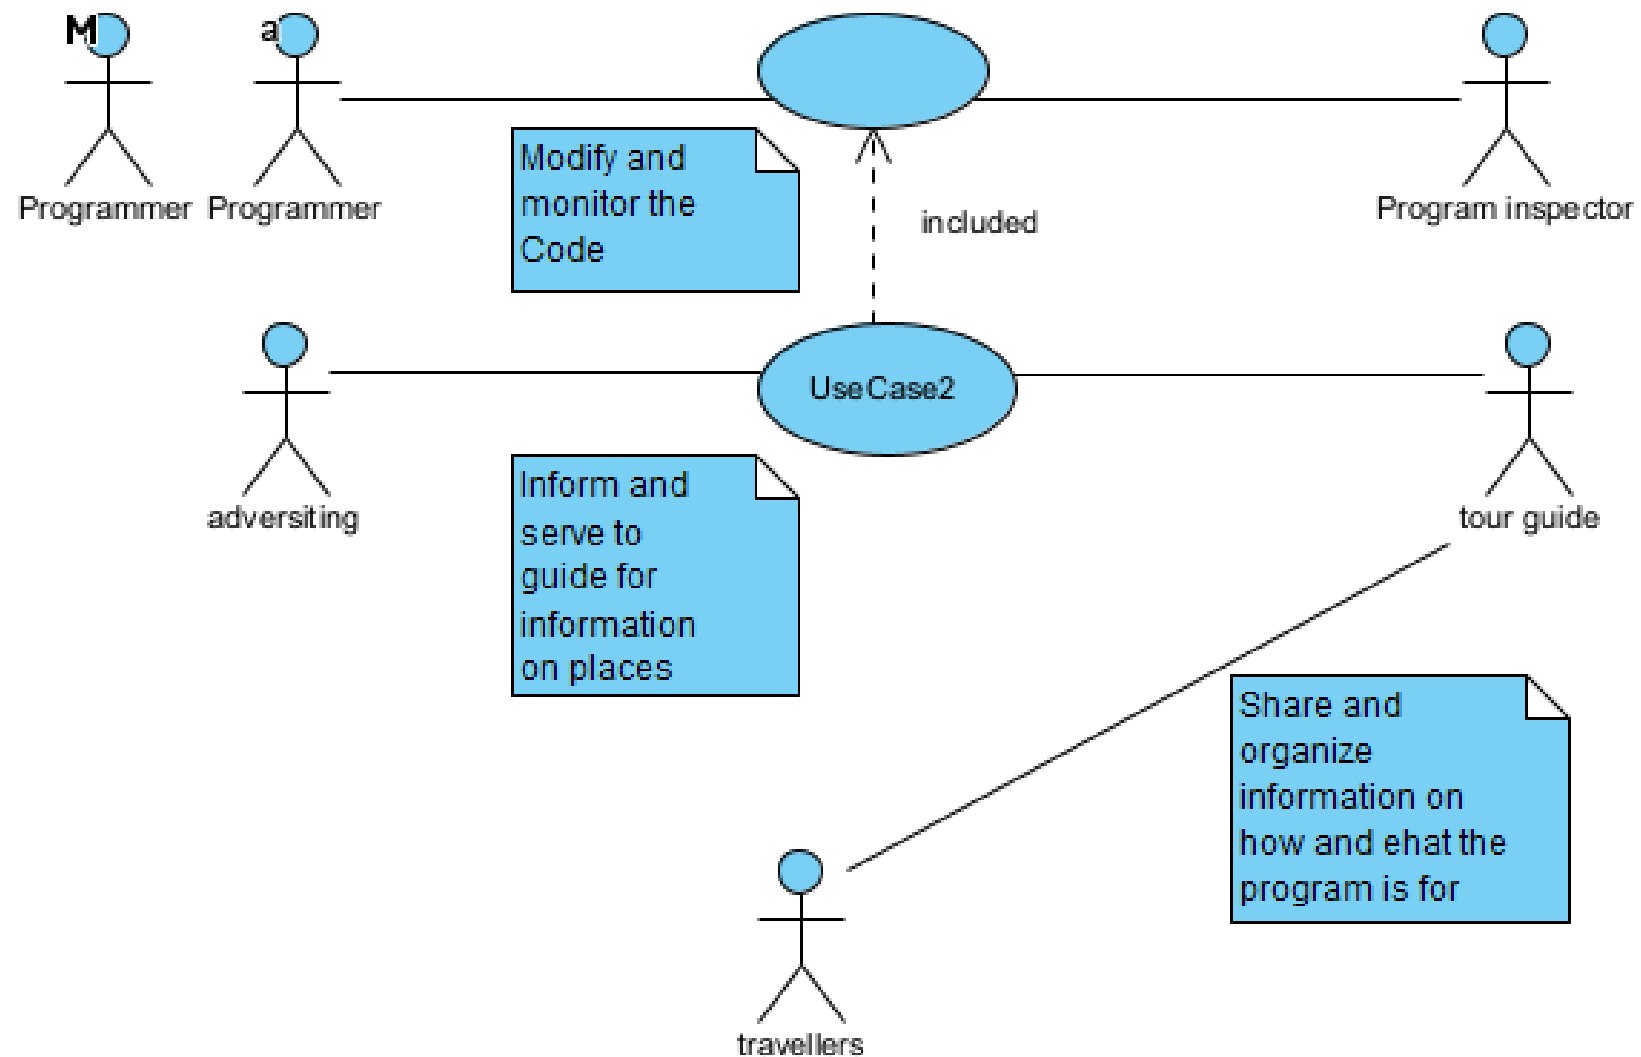 M
a
Programmer
Programmer
Program inspector
Modify and
monitor the
Code
included
UseCase2
adversiting
tour guide
Inform and
serve to
guide for
information
on places
Share and
organize
information on
how and ehat the
program is for
travellers